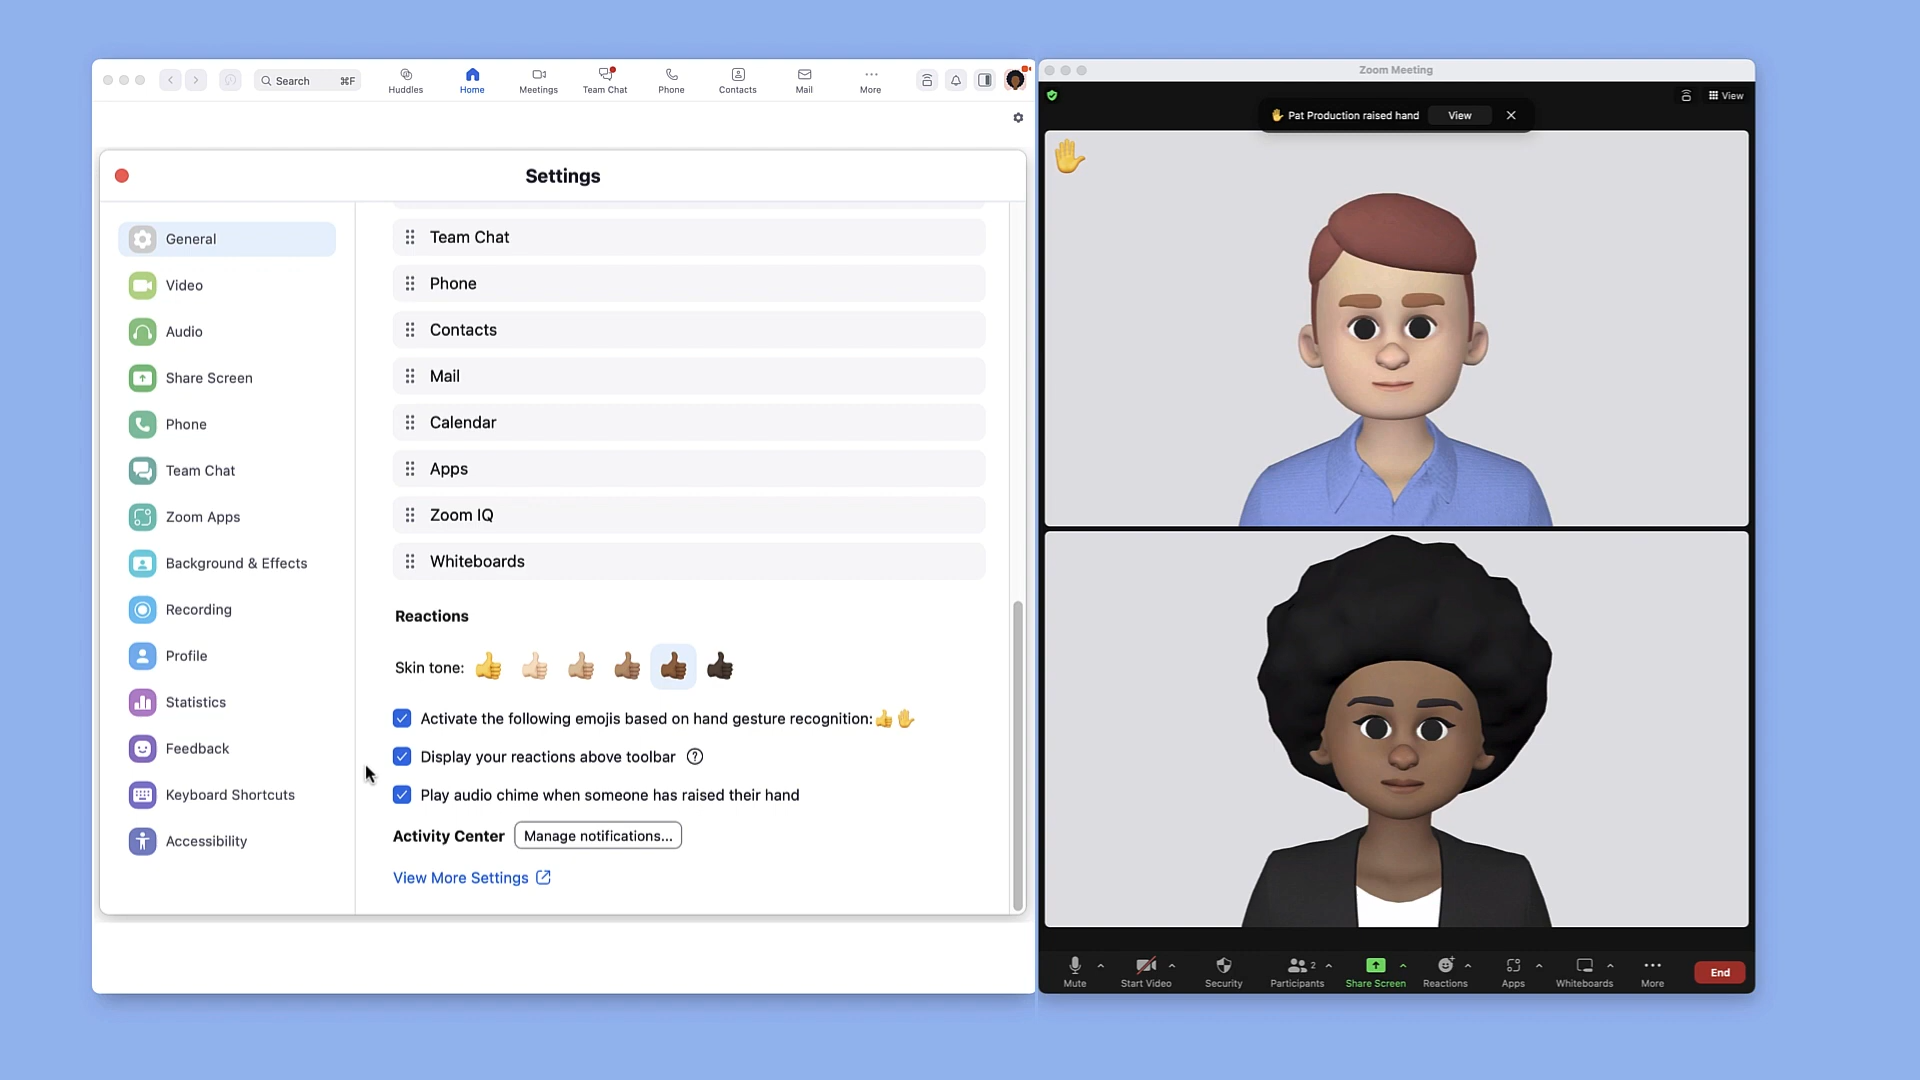 Search ⌘F
Huddles
Home
Meetings
Team Chat
Phone
Contacts
Mail
More
Settings
General
Video
Audio
Share Screen
Phone
Team Chat
Zoom Apps
Background & Effects
Recording
Profile
Statistics
Feedback
Keyboard Shortcuts
Accessibility
Team Chat
Phone
Contacts
Mail
Calendar
Apps
Zoom IQ
Whiteboards
Reactions
Skin tone:
Activate the following emojis based on hand gesture recognition:👍✋
Display your reactions above toolbar ?
Play audio chime when someone has raised their hand
Activity Center Manage notifications...
View More Settings
Zoom Meeting
View
✋ Pat Production raised hand View
Mute
Start Video
Security
Participants 2
Share Screen
Reactions
Apps
Whiteboards
More
End